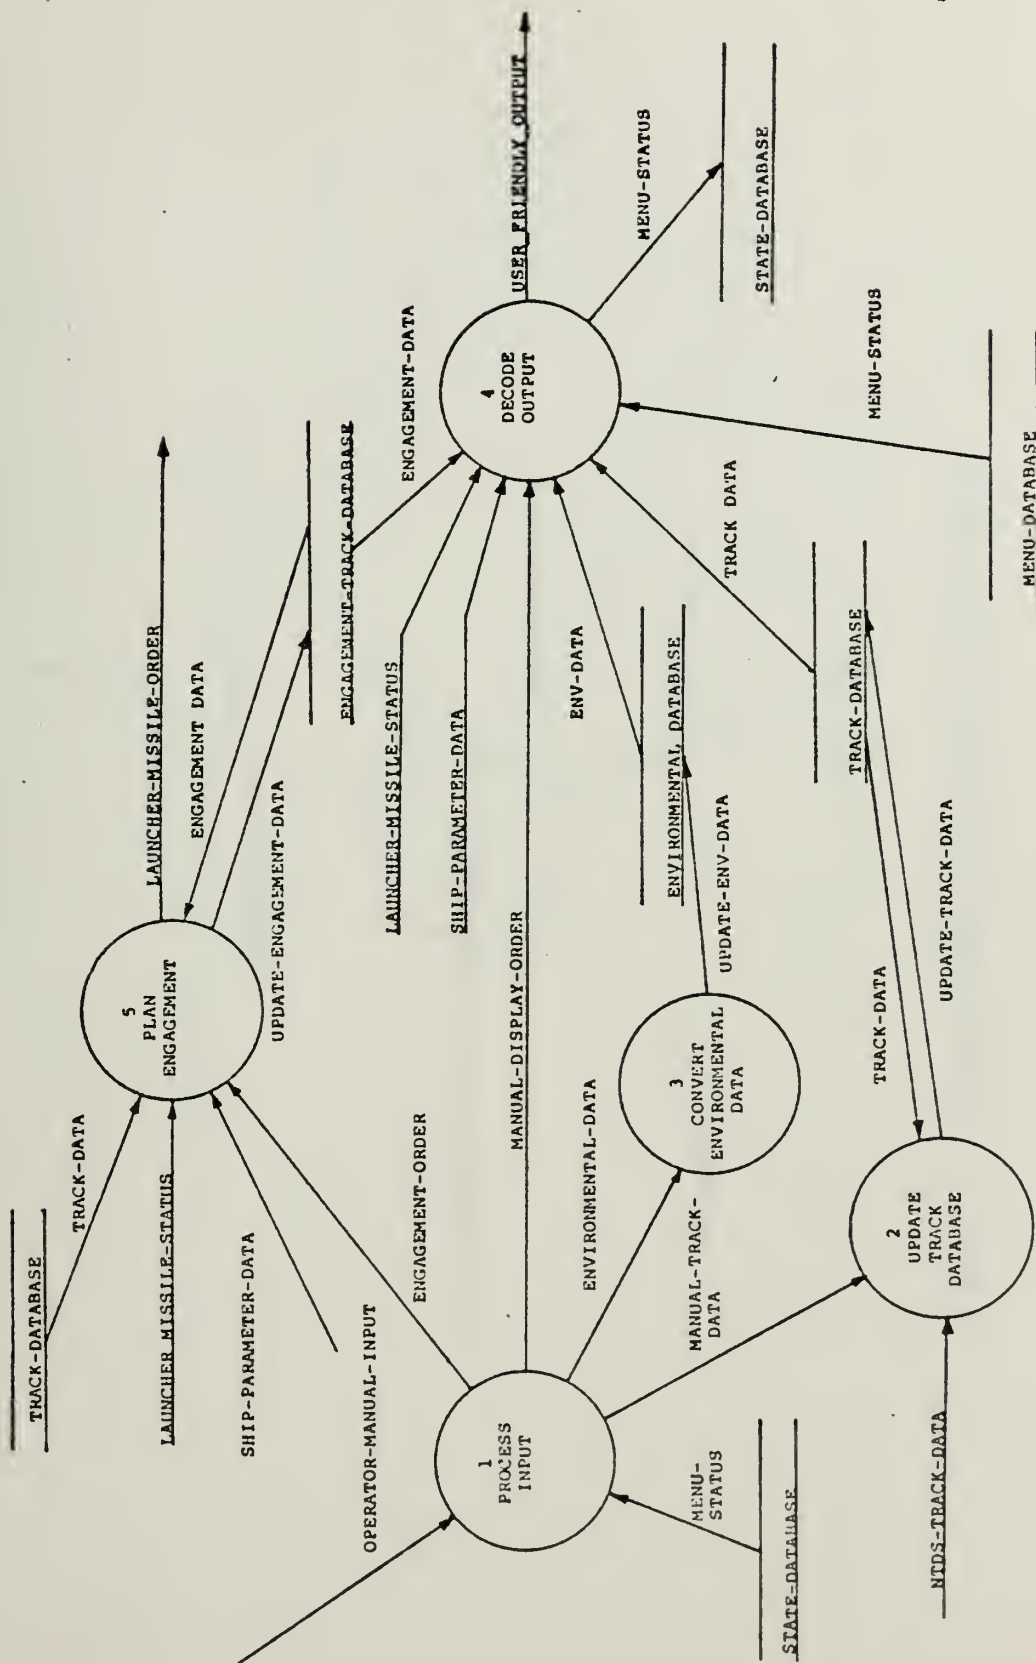 TRACK-DATABASE
TRACK-DATA
LAUNCHER MISSILE-STATUS
SHIP-PARAMETER-DATA
OPERATOR-MANUAL-INPUT
5
PLAN
ENGAGEMENT
LAUNCHER-MISSILE-ORDER
ENGAGEMENT DATA
UPDATE-ENGAGEMENT-DATA
ENGAGEMENT-TRACK-DATABASE
ENGAGEMENT-DATA
LAUNCHER-MISSILE-STATUS
SHIP-PARAMETER-DATA
ENGAGEMENT-ORDER
MANUAL-DISPLAY-ORDER
1
PROCESS
INPUT
4
DECODE
OUTPUT
USER FRIENDLY OUTPUT
MENU-STATUS
STATE-DATABASE
ENVIRONMENTAL-DATA
3
CONVERT
ENVIRONMENTAL
DATA
UPDATE-ENV-DATA
ENVIRONMENTAL DATABASE
ENV-DATA
TRACK DATA
MENU-STATUS
MENU-DATABASE
MANUAL-TRACK-
DATA
MENU-
STATUS
STATE-DATABASE
NTDS-TRACK-DATA
2
UPDATE
TRACK
DATABASE
TRACK-DATA
UPDATE-TRACK-DATA
TRACK-DATABASE